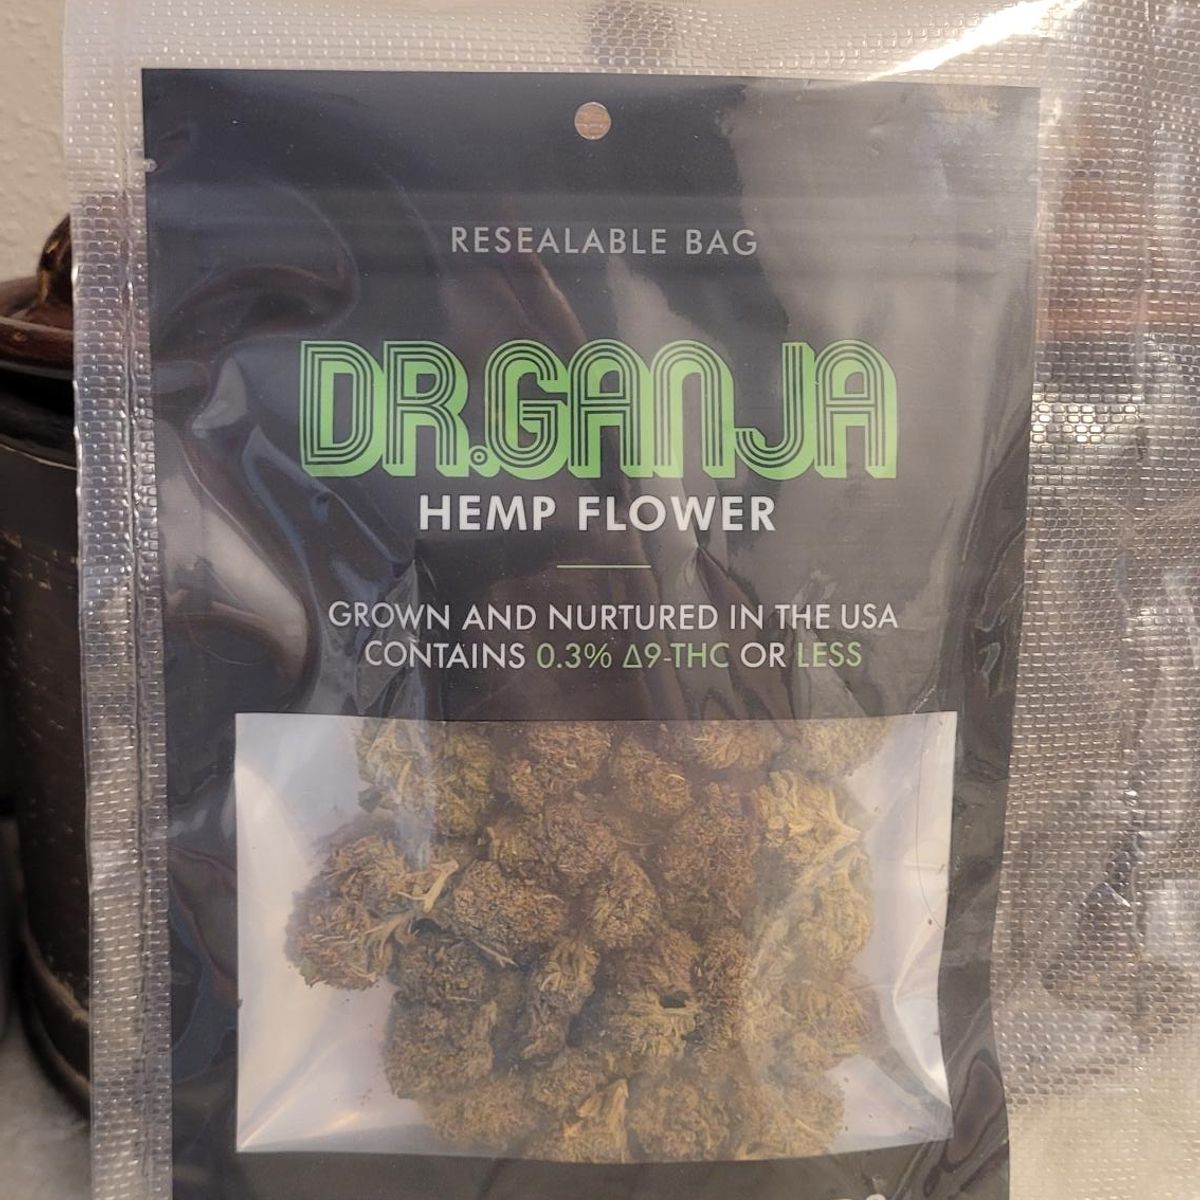 RESEALABLE BAG
DR.GANJA
HEMP FLOWER
GROWN AND NURTURED IN THE USA
CONTAINS 0.3% Δ9-THC OR LESS